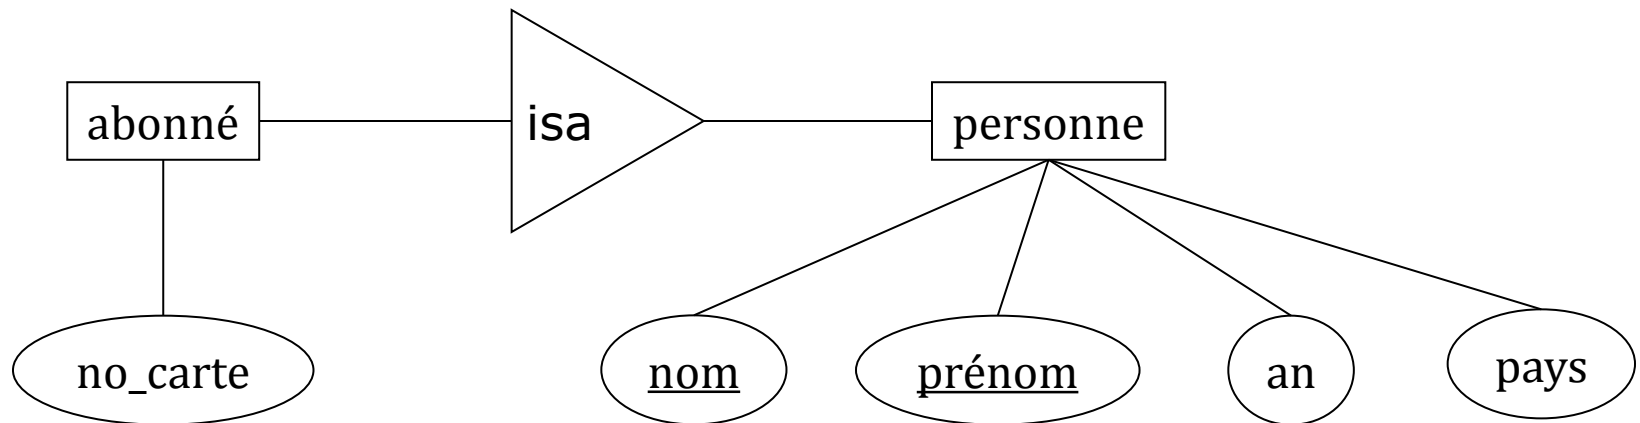 abonné
isa
personne
no_carte
nom
prénom
an
pays